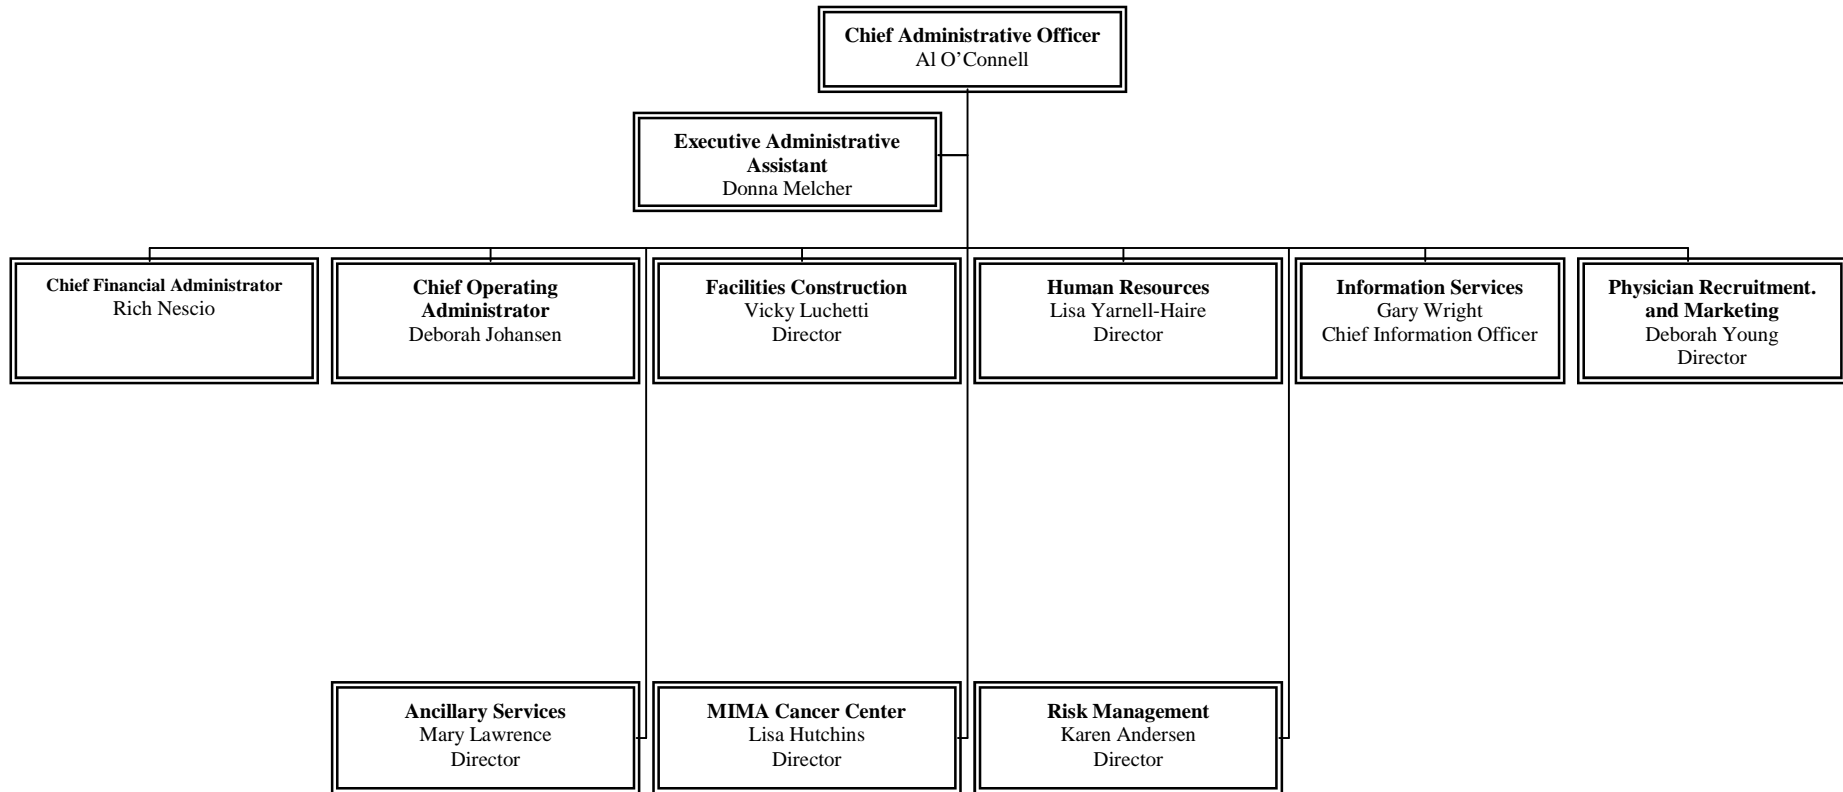 Chief Administrative Officer
Al O’Connell
Executive Administrative
Assistant
Donna Melcher
Chief Financial Administrator
Rich Nescio
Chief Operating
Administrator
Deborah Johansen
Facilities Construction
Vicky Luchetti
Director
Human Resources
Lisa Yarnell-Haire
Director
Information Services
Gary Wright
Chief Information Officer
Physician Recruitment.
and Marketing
Deborah Young
Director
Ancillary Services
Mary Lawrence
Director
MIMA Cancer Center
Lisa Hutchins
Director
Risk Management
Karen Andersen
Director